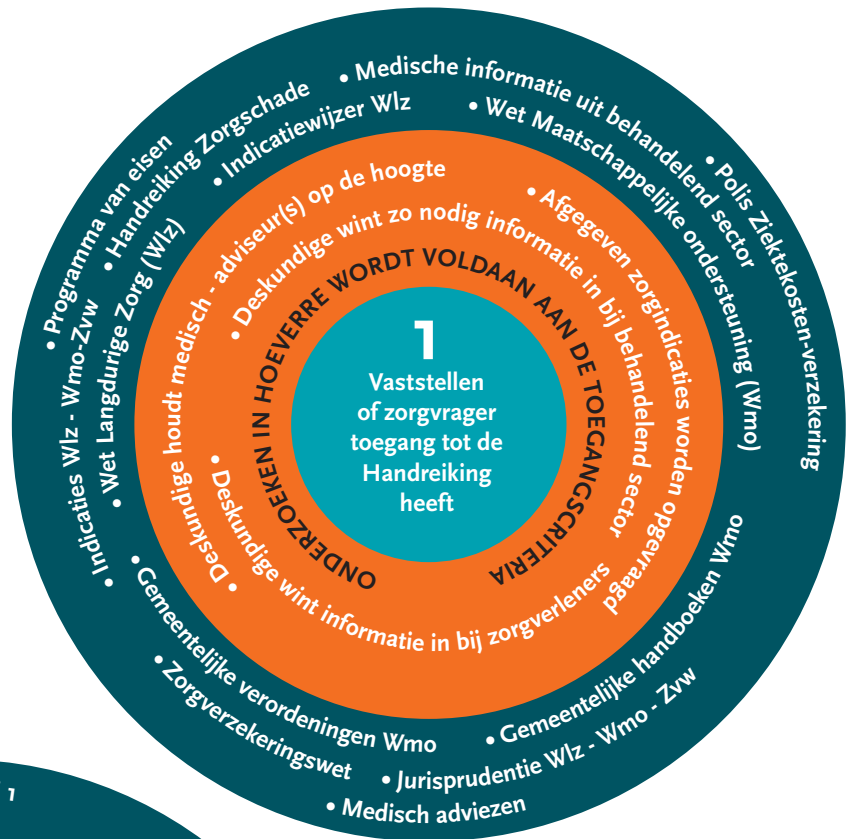 1
Vaststellen
of zorgvrager
toegang tot de
Handreiking
heeft
ONDERZOEKEN IN HOEVERRE WORDT VOLDAAN AAN DE TOEGANGSCRITERIA
• Deskundige houdt medisch - adviseur(s) op de hoogte
• Deskundige wint zo nodig informatie in bij behandelend sector
• Afgegeven zorgindicaties worden opgevraagd
• Deskundige wint informatie in bij zorgverleners
• Programma van eisen
• Handreiking Zorgschade
• Indicatiewijzer Wlz
• Medische informatie uit behandelend sector
• Wet Maatschappelijke ondersteuning (Wmo)
• Polis Ziektekosten-verzekering
• Indicaties Wlz - Wmo-Zvw
• Wet Langdurige Zorg (Wlz)
• Gemeentelijke verordeningen Wmo
• Zorgverzekeringswet
• Gemeentelijke handboeken Wmo
• Jurisprudentie Wlz - Wmo - Zvw
• Medisch adviezen
1